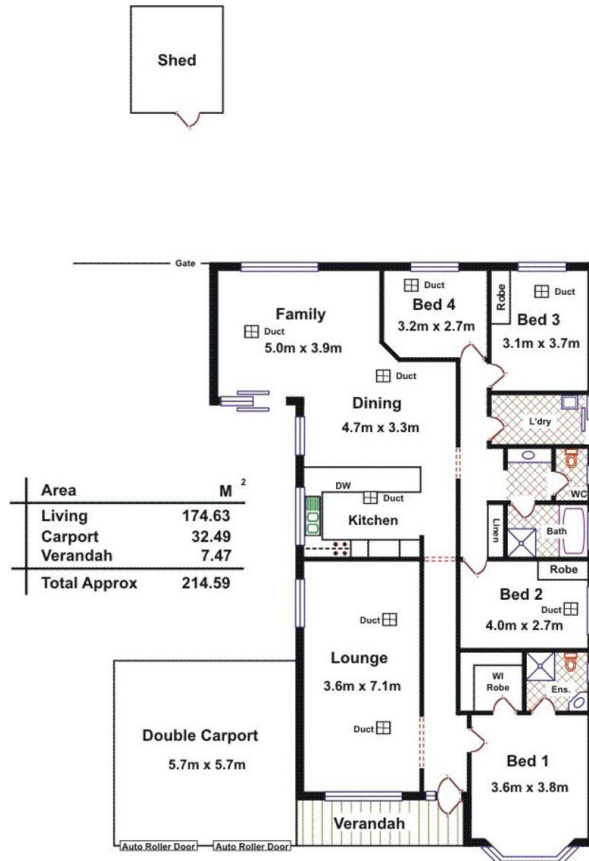 Shed
Gate
Family
Duct
5.0m x 3.9m
Duct
Bed 4
3.2m x 2.7m
Robe
Duct
Bed 3
3.1m x 3.7m
Duct
Dining
4.7m x 3.3m
L'dry
DW
Duct
Kitchen
Linen
WC
Bath
Area M 2
Living 174.63
Carport 32.49
Verandah 7.47
Total Approx 214.59
Robe
Bed 2
Duct
4.0m x 2.7m
Duct
Lounge
3.6m x 7.1m
Duct
WI
Robe
Ens.
Double Carport
5.7m x 5.7m
Bed 1
3.6m x 3.8m
Verandah
Auto Roller Door Auto Roller Door